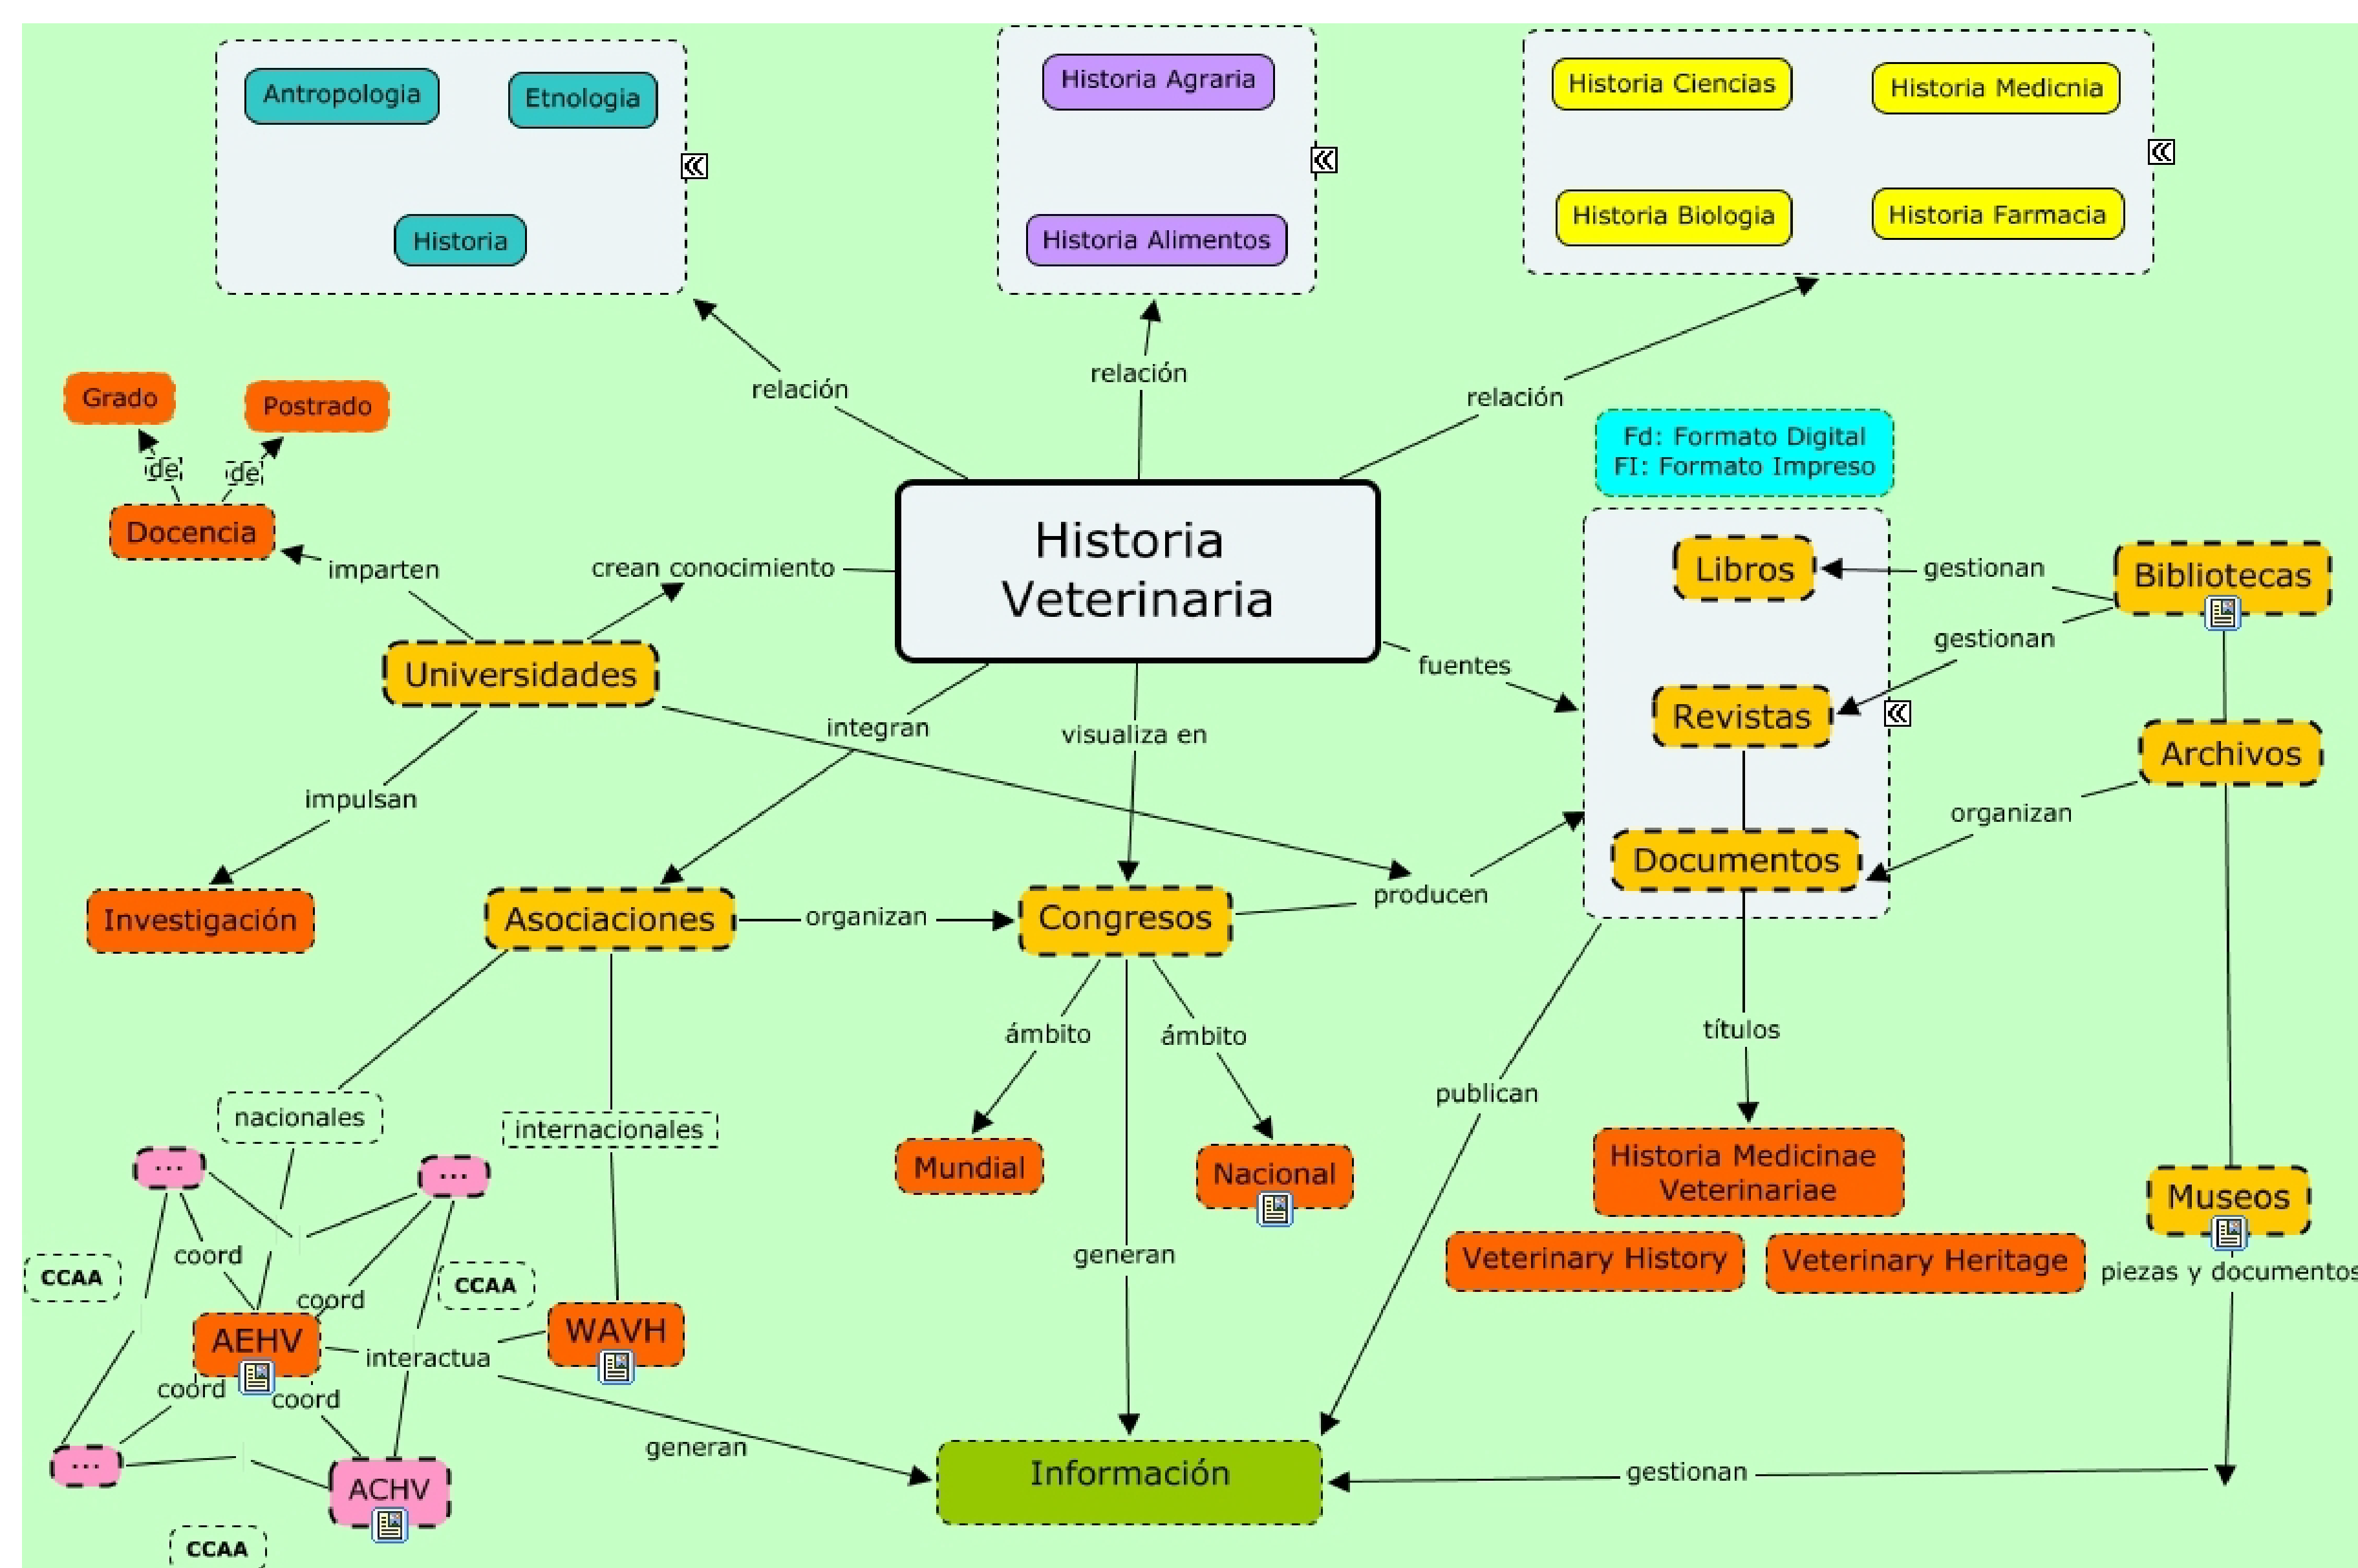 Antropologia
Etnologia
Historia
Historia Agraria
Historia Alimentos
Historia Ciencias
Historia Medicnia
Historia Biologia
Historia Farmacia
relación
relación
relación
Grado
Postrado
de
de
Docencia
imparten
crean conocimiento
Historia
Veterinaria
Fd: Formato Digital
FI: Formato Impreso
Libros
gestionan
Bibliotecas
gestionan
fuentes
Universidades
Revistas
integran
visualiza en
Archivos
impulsan
organizan
Documentos
producen
Investigación
Asociaciones
organizan
Congresos
ámbito
ámbito
títulos
publican
nacionales
internacionales
...
...
Mundial
Nacional
Historia Medicinae
Veterinariae
Museos
coord
generan
Veterinary History
Veterinary Heritage
piezas y documentos
CCAA
CCAA
coord
AEHV
WAVH
interactua
coord
coord
generan
...
ACHV
Información
gestionan
CCAA